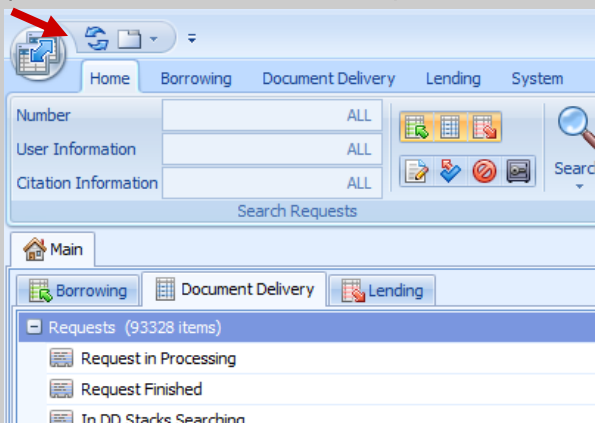 Home Borrowing Document Delivery Lending System
Number ALL
User Information ALL
Citation Information ALL
Search Requests
Main
Borrowing Document Delivery Lending
Requests (93328 items)
Request in Processing
Request Finished
In DD Stacks Searching